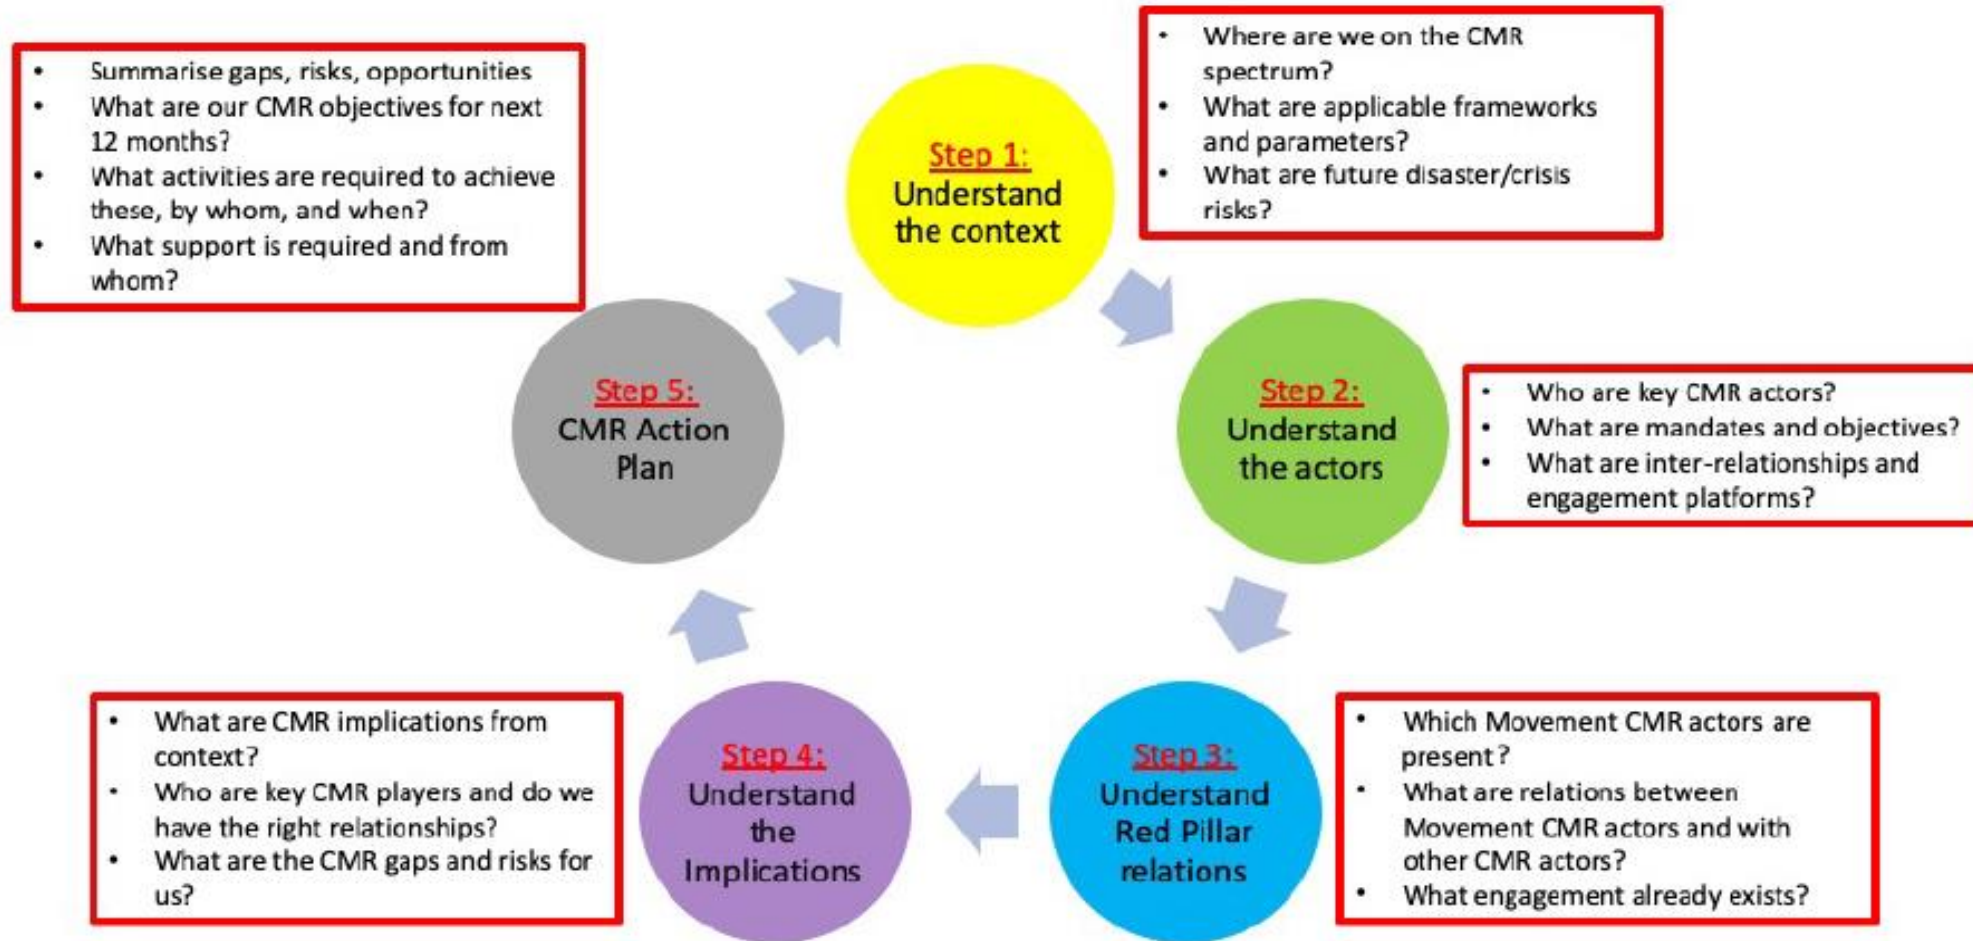 Step 1:
Understand
the context
• Where are we on the CMR
spectrum?
• What are applicable frameworks
and parameters?
• What are future disaster/crisis
risks?
Step 2:
Understand
the actors
• Who are key CMR actors?
• What are mandates and objectives?
• What are inter-relationships and
engagement platforms?
Step 3:
Understand
Red Pillar
relations
• Which Movement CMR actors are
present?
• What are relations between
Movement CMR actors and with
other CMR actors?
• What engagement already exists?
Step 4:
Understand
the
Implications
• What are CMR implications from
context?
• Who are key CMR players and do we
have the right relationships?
• What are the CMR gaps and risks for
us?
Step 5:
CMR Action
Plan
• Summarise gaps, risks, opportunities
• What are our CMR objectives for next
12 months?
• What activities are required to achieve
these, by whom, and when?
• What support is required and from
whom?